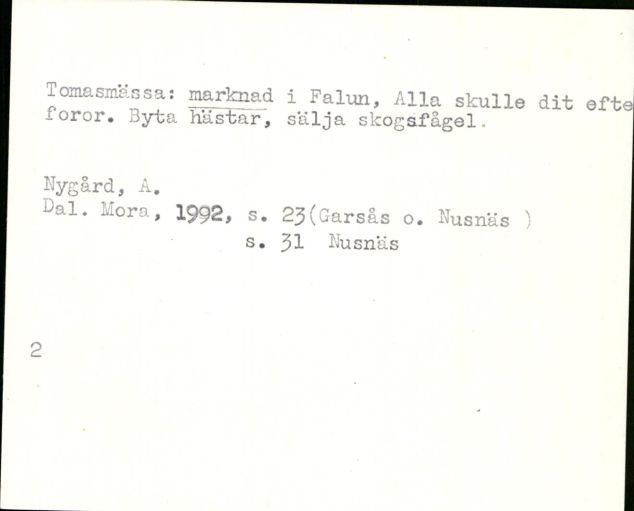 Tomasmässa: marknad i Falun, Alla skulle dit efte
foror. Byta hästar, sälja skogsfågel.
Nygård, A.
Dal. Mora, 1992, s. 23(Garsås o. Nusnäs )
s. 31 Nusnäs
2